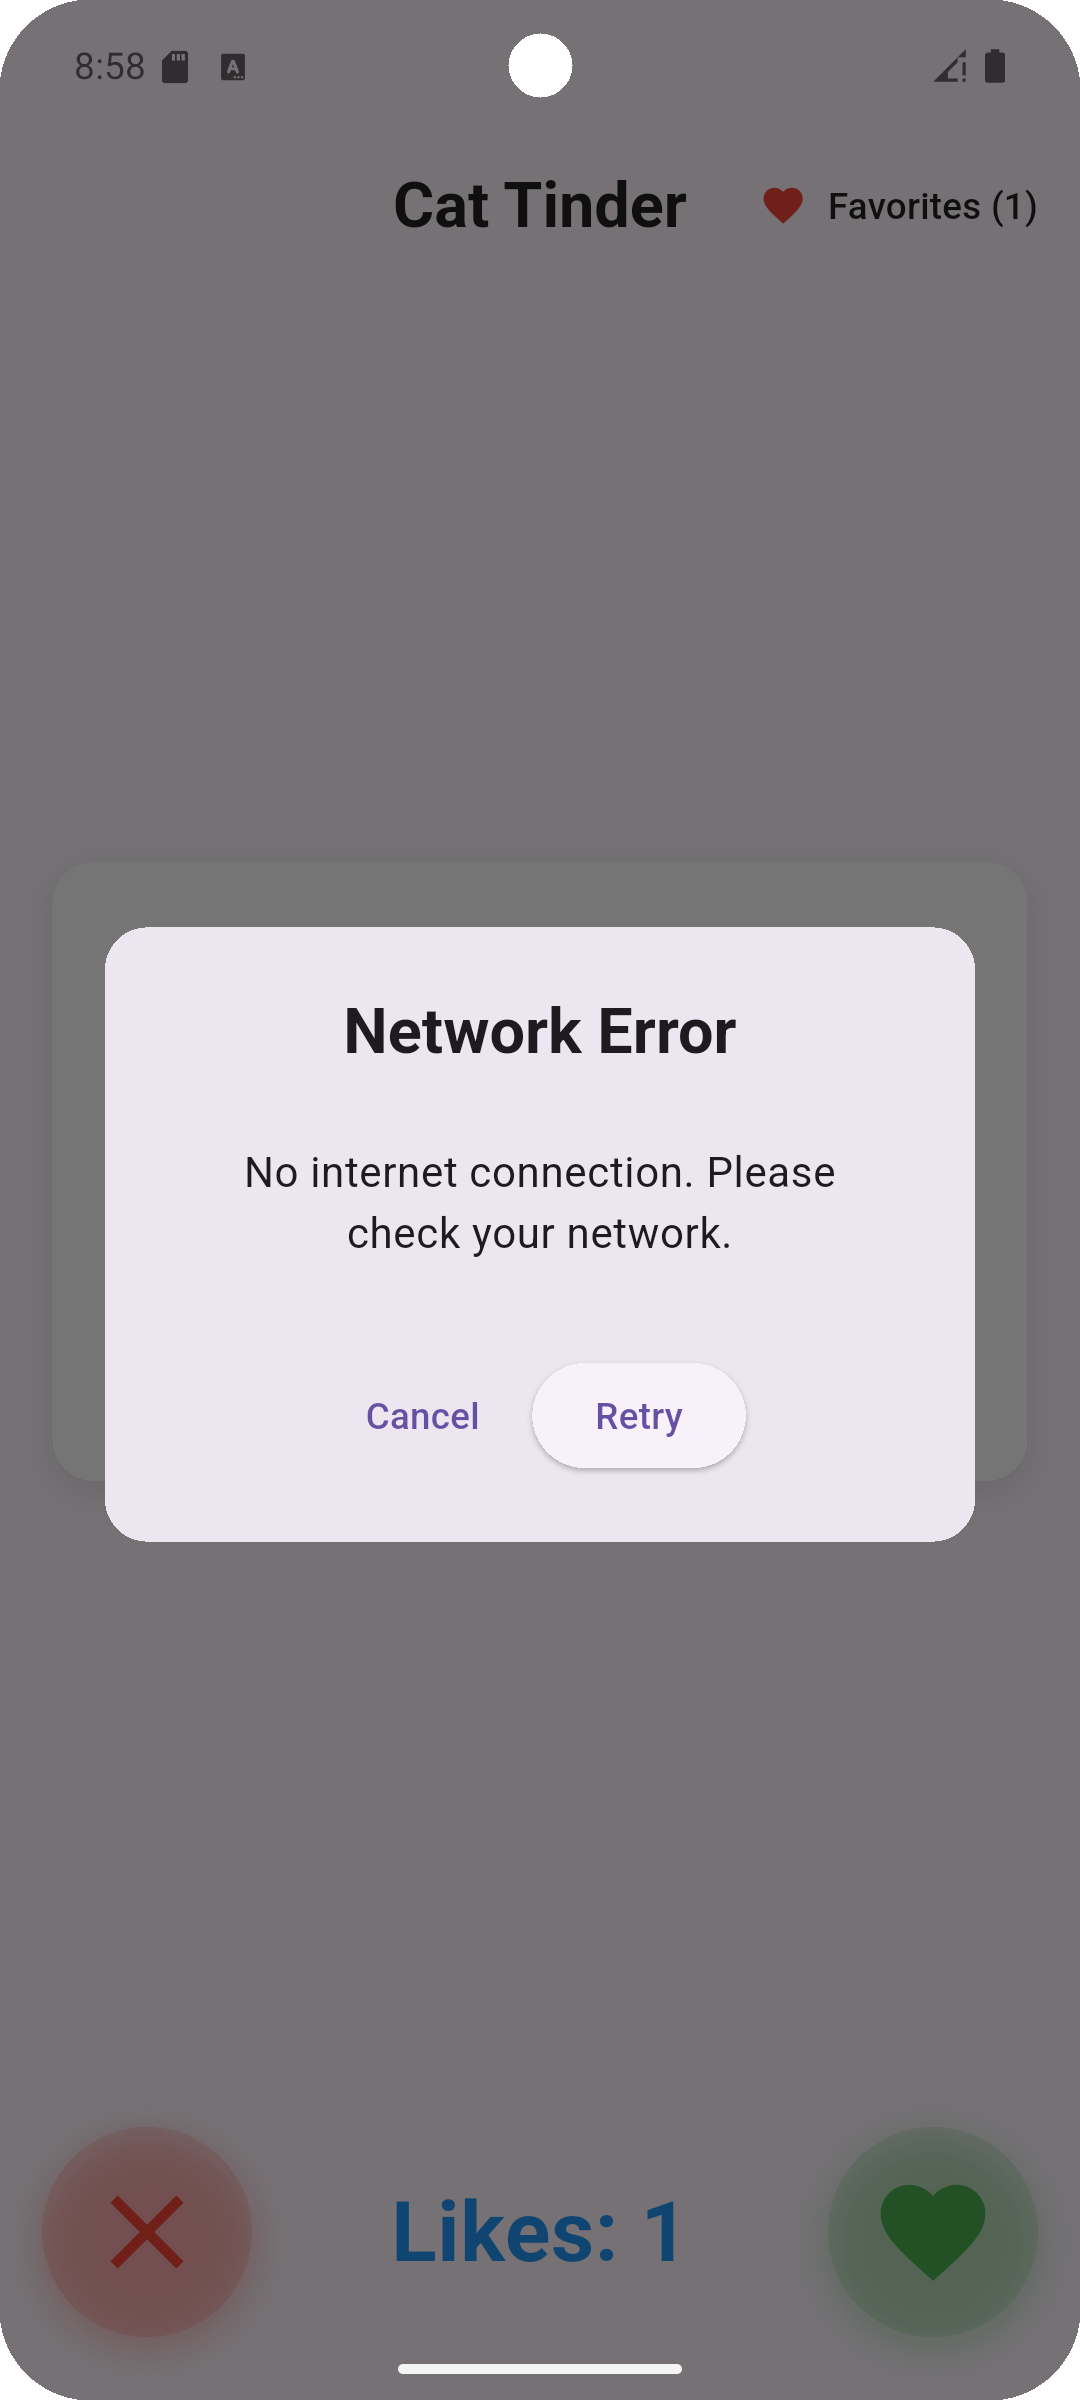 8:58
Cat Tinder
Favorites (1)
Network Error
No internet connection. Please
check your network.
Cancel
Retry
Likes: 1